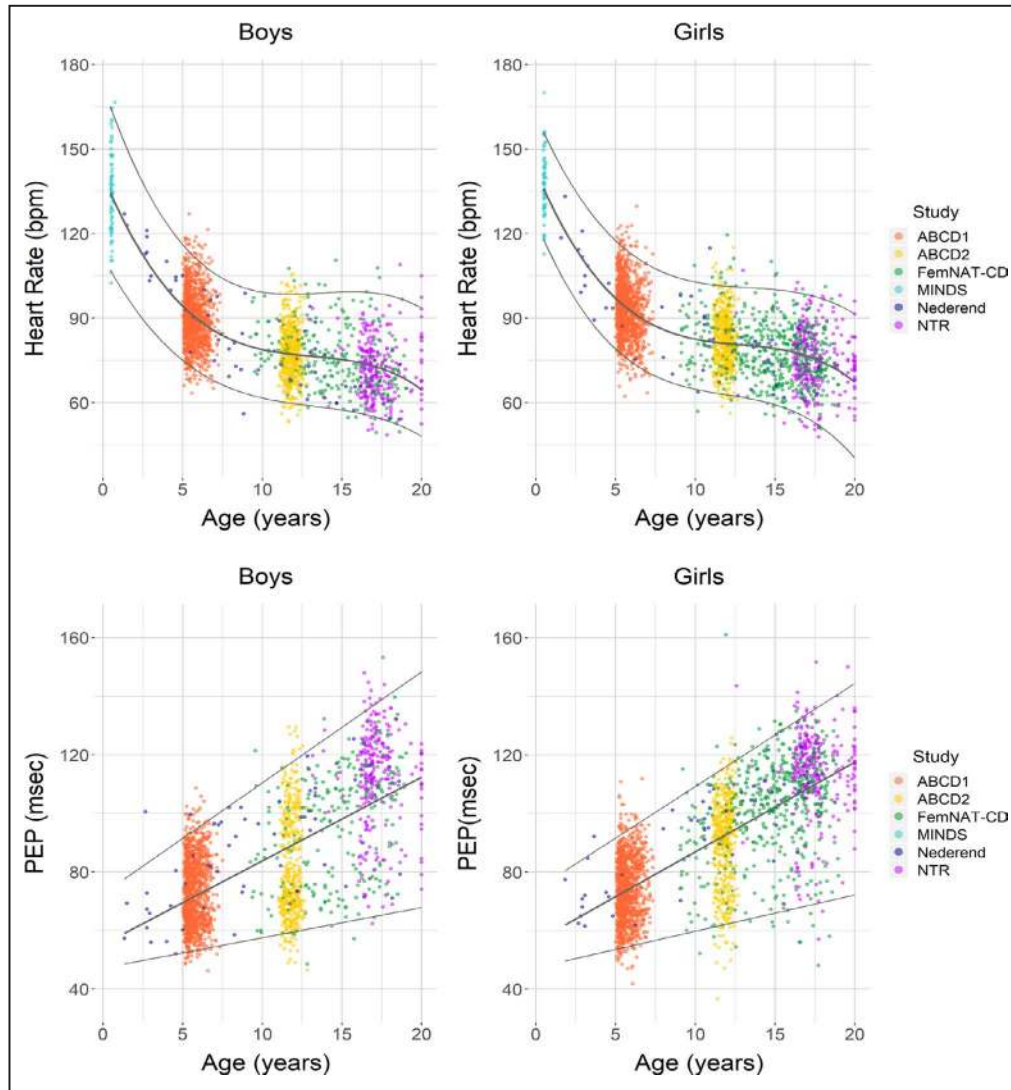 Boys
Girls
180
150
120
90
60
Heart Rate (bpm)
0 5 10 15 20
Age (years)
180
150
120
90
60
Heart Rate (bpm)
0 5 10 15 20
Age (years)
Study
ABCD1
ABCD2
FemNAT-CD
MINDS
Nederend
NTR
Boys
Girls
160
120
80
40
PEP (msec)
0 5 10 15 20
Age (years)
160
120
80
40
PEP(msec)
0 5 10 15 20
Age (years)
Study
ABCD1
ABCD2
FemNAT-CD
MINDS
Nederend
NTR